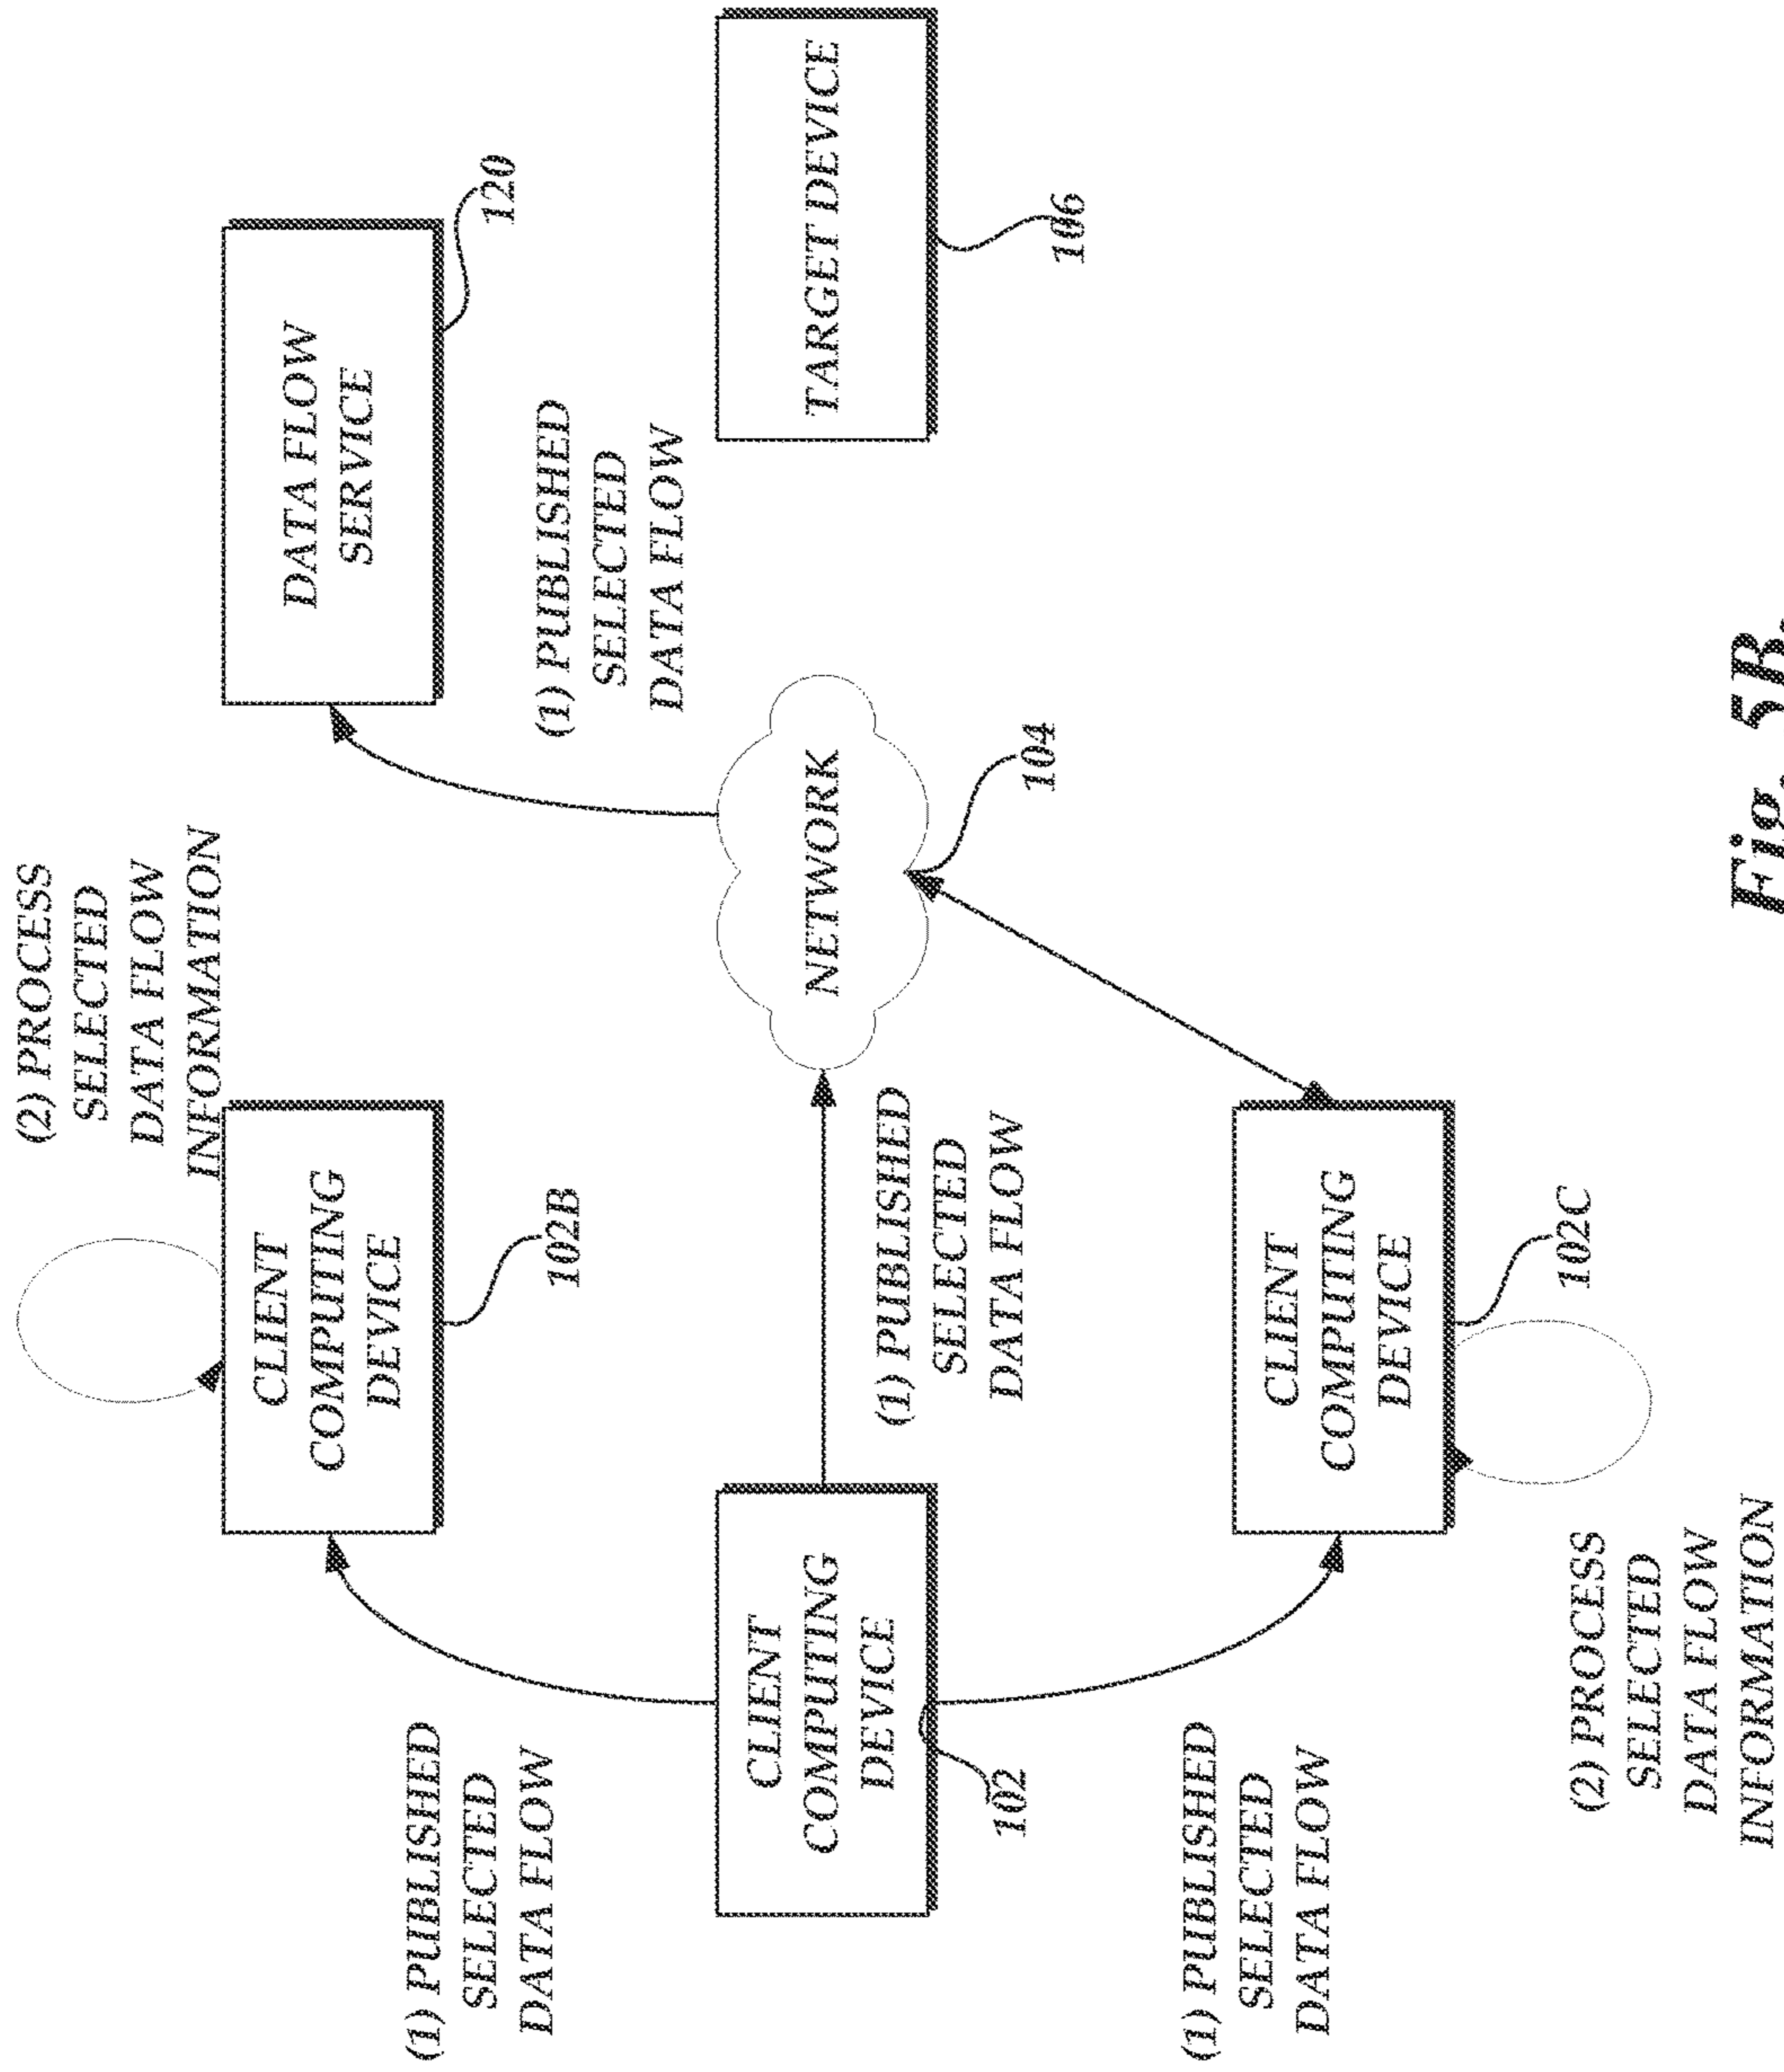 (2) PROCESS
SELECTED
DATA FLOW
INFORMATION
CLIENT
COMPUTING
DEVICE
102B
DATA FLOW
SERVICE
120
(1) PUBLISHED
SELECTED
DATA FLOW
(1) PUBLISHED
SELECTED
DATA FLOW
CLIENT
COMPUTING
DEVICE
102
(1) PUBLISHED
SELECTED
DATA FLOW
NETWORK
104
TARGET DEVICE
106
(1) PUBLISHED
SELECTED
DATA FLOW
CLIENT
COMPUTING
DEVICE
102C
(2) PROCESS
SELECTED
DATA FLOW
INFORMATION
Fig. 5B.